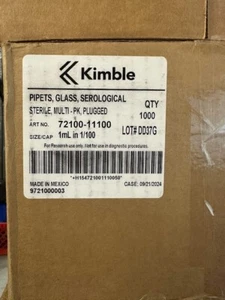 Kimble
PIPETS, GLASS, SEROLOGICAL
STERILE, MULTI - PK, PLUGGED
QTY
1000
ART NO. 72100-11100
LOT# DD37G
SIZE/CAP 1mL in 1/100
For Research use only. Not for use in diagnostic procedures.
*+H154721001110090*
MADE IN MEXICO
CASE: 09/21/2024
9721000003